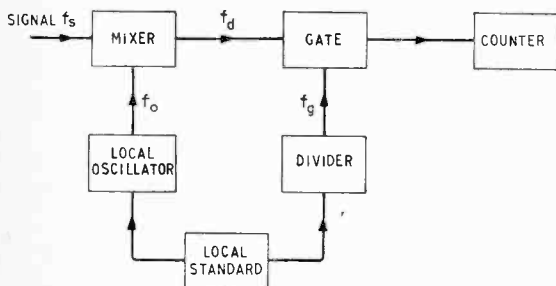 SIGNAL fs
MIXER
fd
GATE
COUNTER
fo
fg
LOCAL
OSCILLATOR
DIVIDER
LOCAL
STANDARD